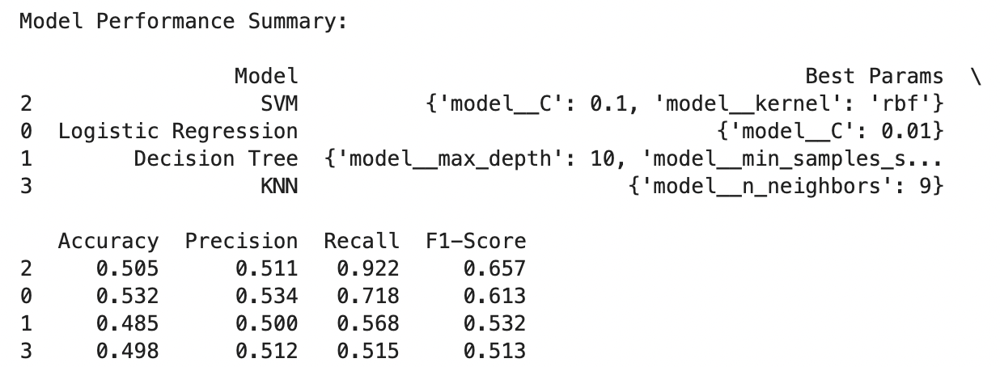 Model Performance Summary:
Model Best Params \
2 SVM {'model__C': 0.1, 'model__kernel': 'rbf'}
0 Logistic Regression {'model__C': 0.01}
1 Decision Tree {'model__max_depth': 10, 'model__min_samples_s...
3 KNN {'model__n_neighbors': 9}
Accuracy Precision Recall F1-Score
2 0.505 0.511 0.922 0.657
0 0.532 0.534 0.718 0.613
1 0.485 0.500 0.568 0.532
3 0.498 0.512 0.515 0.513